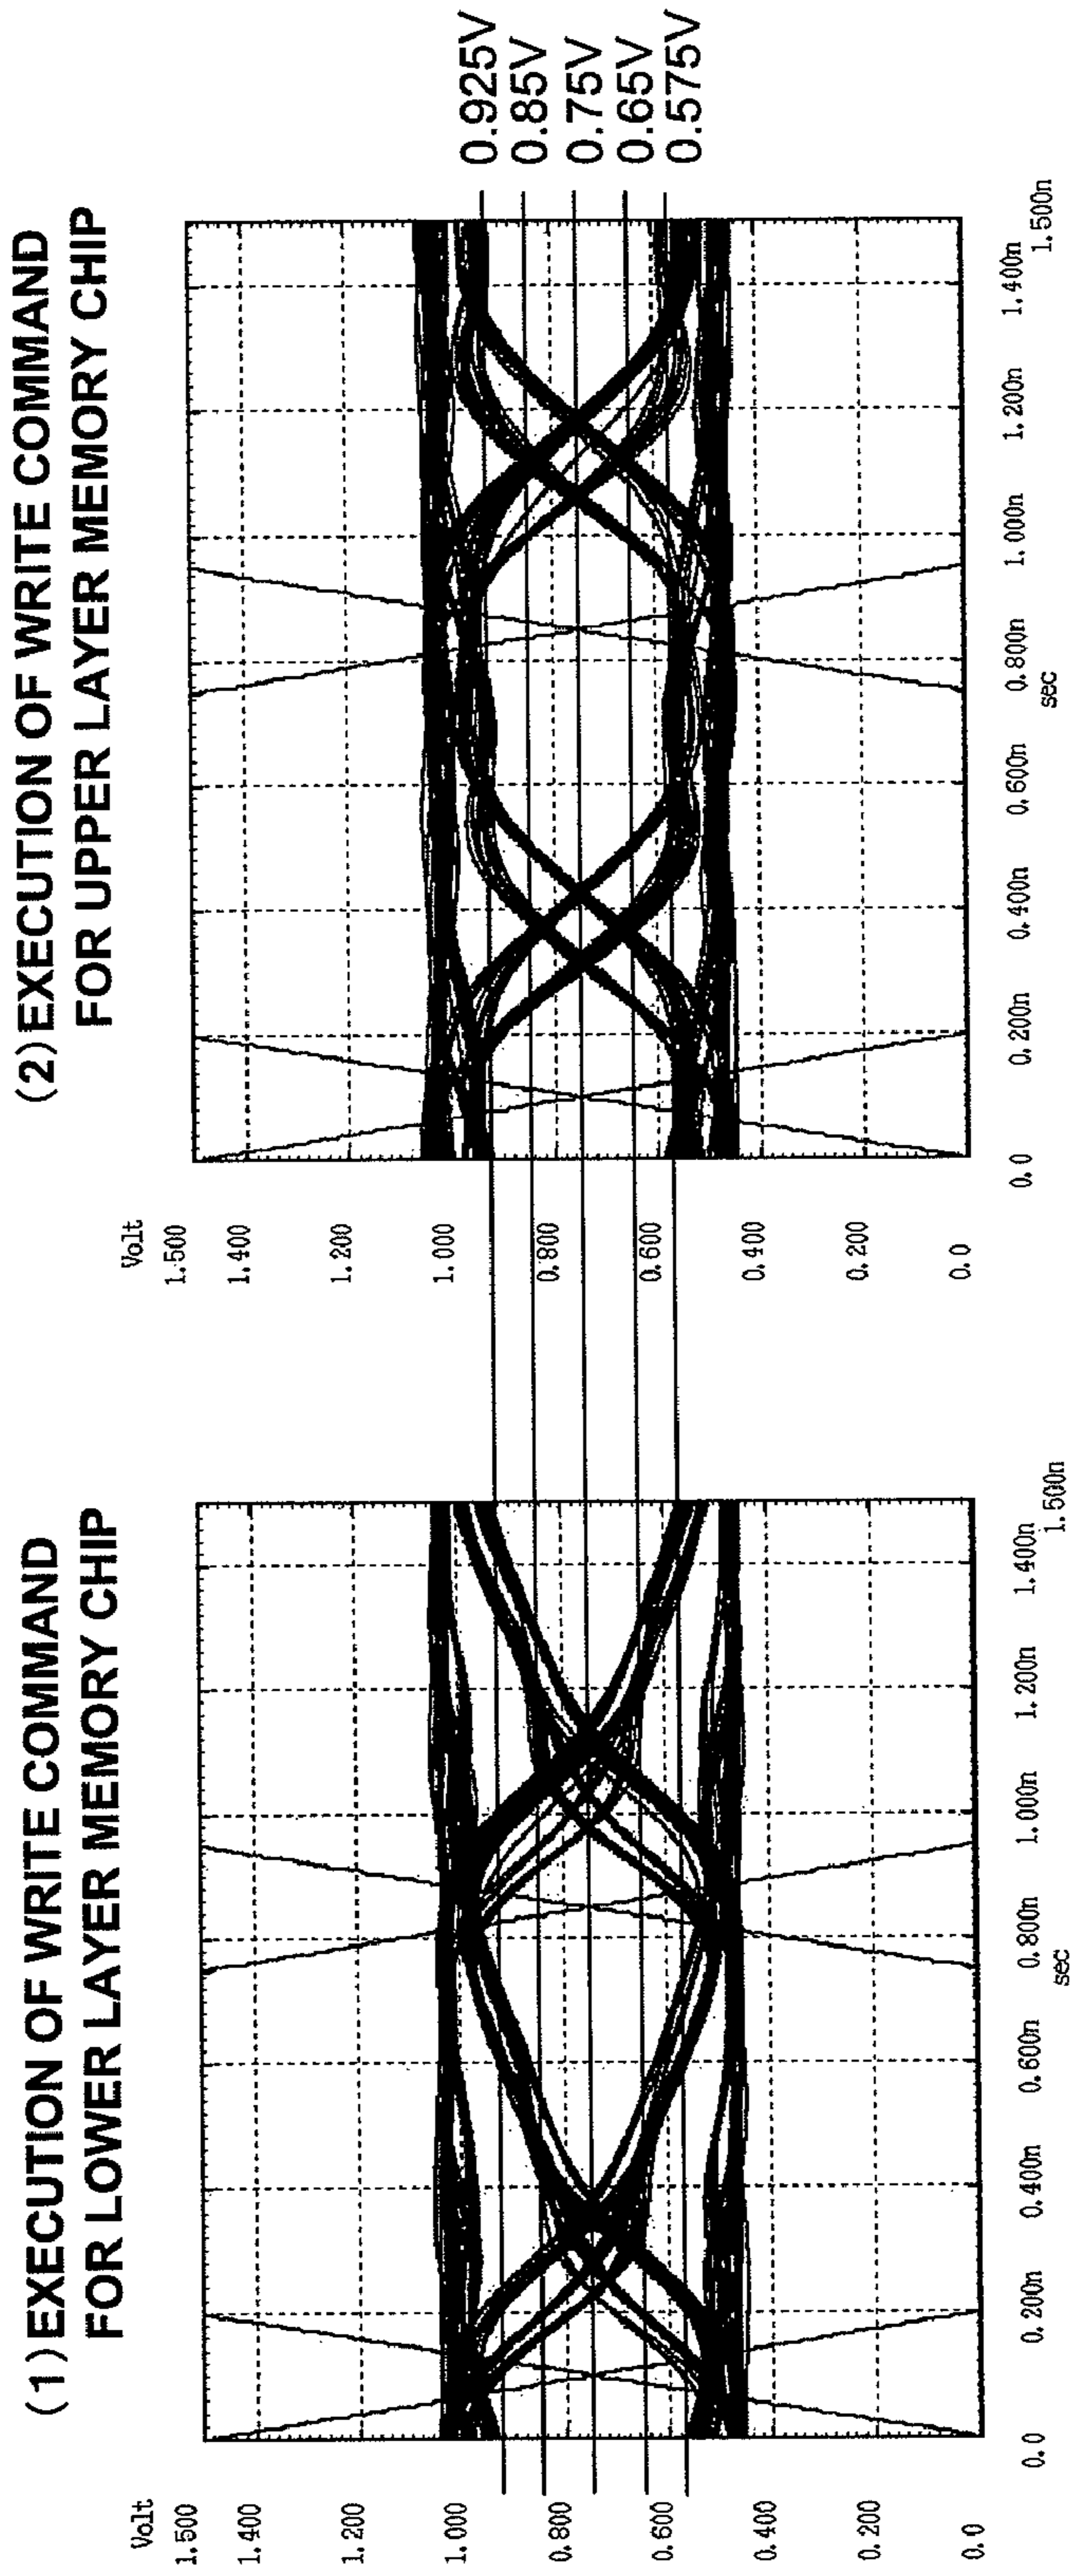 (1) EXECUTION OF WRITE COMMAND
FOR LOWER LAYER MEMORY CHIP
Volt
1.500
1.400
1.200
1.000
0.800
0.600
0.400
0.200
0.0
0.0
0.200n
0.400n
0.600n
0.800n
1.000n
1.200n
1.400n
1.500n
sec
(2) EXECUTION OF WRITE COMMAND
FOR UPPER LAYER MEMORY CHIP
Volt
1.500
1.400
1.200
1.000
0.800
0.600
0.400
0.200
0.0
0.0
0.200n
0.400n
0.600n
0.800n
1.000n
1.200n
1.400n
1.500n
sec
0.925V
0.85V
0.75V
0.65V
0.575V